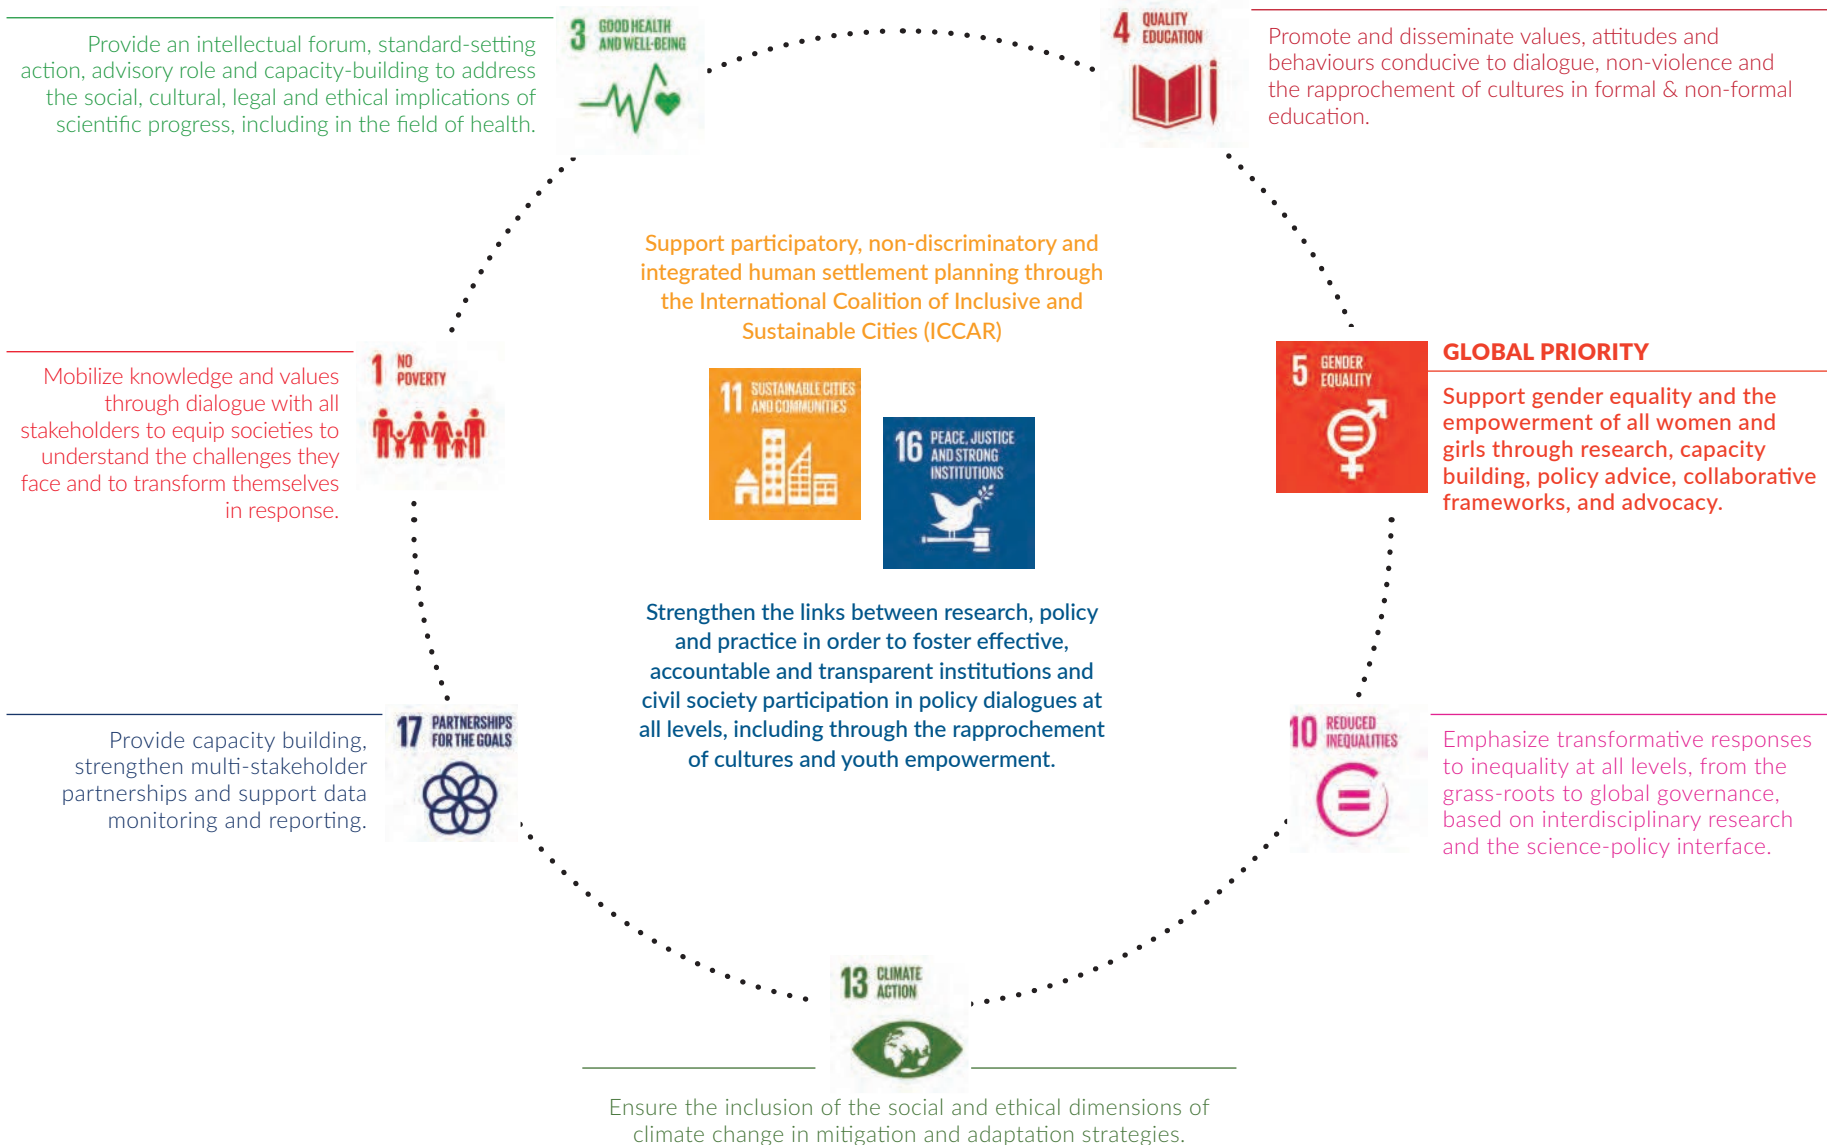 3 GOOD HEALTH
AND WELL-BEING
Provide an intellectual forum, standard-setting
action, advisory role and capacity-building to address
the social, cultural, legal and ethical implications of
scientific progress, including in the field of health.
4 QUALITY
EDUCATION
Promote and disseminate values, attitudes and
behaviours conducive to dialogue, non-violence and
the rapprochement of cultures in formal & non-formal
education.
Support participatory, non-discriminatory and
integrated human settlement planning through
the International Coalition of Inclusive and
Sustainable Cities (ICCAR)
1 NO
POVERTY
Mobilize knowledge and values
through dialogue with all
stakeholders to equip societies to
understand the challenges they
face and to transform themselves
in response.
11 SUSTAINABLE CITIES
AND COMMUNITIES
16 PEACE, JUSTICE
AND STRONG
INSTITUTIONS
5 GENDER
EQUALITY
GLOBAL PRIORITY
Support gender equality and the
empowerment of all women and
girls through research, capacity
building, policy advice, collaborative
frameworks, and advocacy.
Strengthen the links between research, policy
and practice in order to foster effective,
accountable and transparent institutions and
civil society participation in policy dialogues at
all levels, including through the rapprochement
of cultures and youth empowerment.
17 PARTNERSHIPS
FOR THE GOALS
Provide capacity building,
strengthen multi-stakeholder
partnerships and support data
monitoring and reporting.
10 REDUCED
INEQUALITIES
Emphasize transformative responses
to inequality at all levels, from the
grass-roots to global governance,
based on interdisciplinary research
and the science-policy interface.
13 CLIMATE
ACTION
Ensure the inclusion of the social and ethical dimensions of
climate change in mitigation and adaptation strategies.